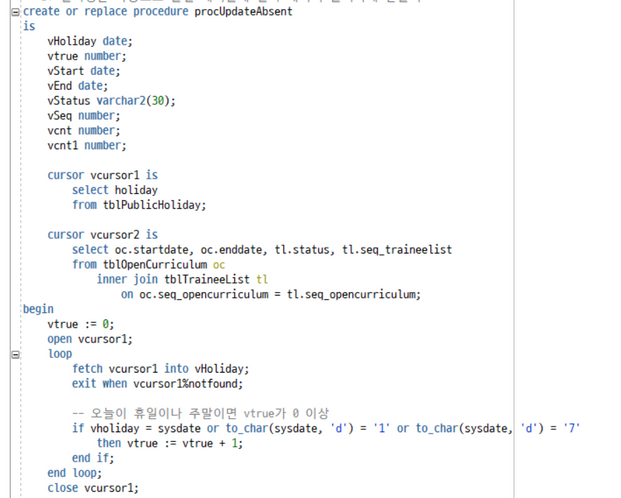 create or replace procedure procUpdateAbsent
is
vHoliday date;
vtrue number;
vStart date;
vEnd date;
vStatus varchar2(30);
vSeq number;
vcnt number;
vcnt1 number;
cursor vcursor1 is
select holiday
from tblPublicHoliday;
cursor vcursor2 is
select oc.startdate, oc.enddate, tl.status, tl.seq_traineelist
from tblOpenCurriculum oc
inner join tblTraineeList tl
on oc.seq_opencurriculum = tl.seq_opencurriculum;
begin
vtrue := 0;
open vcursor1;
loop
fetch vcursor1 into vHoliday;
exit when vcursor1%notfound;
-- 오늘이 휴일이나 주말이면 vtrue가 0 이상
if vholiday = sysdate or to_char(sysdate, 'd') = '1' or to_char(sysdate, 'd') = '7'
then vtrue := vtrue + 1;
end if;
end loop;
close vcursor1;